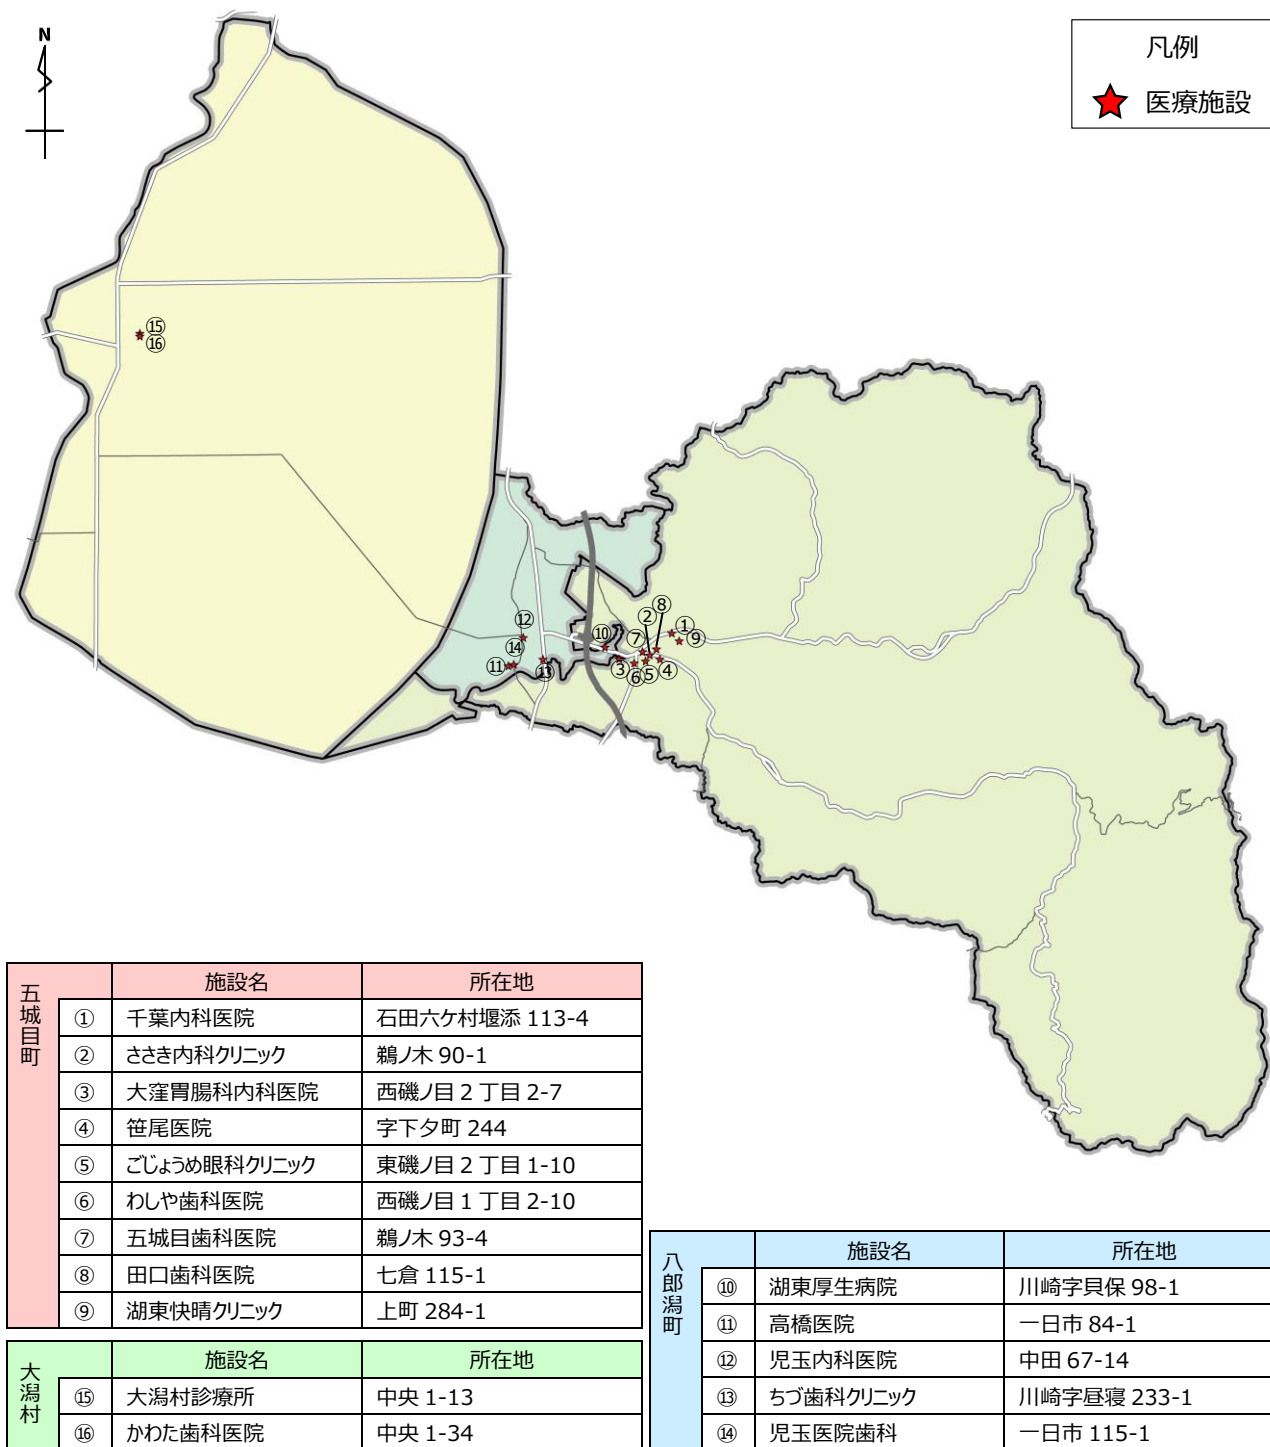 N
凡例
医療施設
⑮
⑯
⑧
②
①
⑫
⑩
⑦
⑨
⑭
⑪
⑬
③
⑥
⑤
④
五城目町
施設名 所在地
① 千葉内科医院 石田六ケ村堰添 113-4
② ささき内科クリニック 鵜ノ木 90-1
③ 大窪胃腸科内科医院 西磯ノ目 2 丁目 2-7
④ 笹尾医院 字下夕町 244
⑤ ごじょうめ眼科クリニック 東磯ノ目 2 丁目 1-10
⑥ わしや歯科医院 西磯ノ目 1 丁目 2-10
⑦ 五城目歯科医院 鵜ノ木 93-4
⑧ 田口歯科医院 七倉 115-1
⑨ 湖東快晴クリニック 上町 284-1
大潟村
施設名 所在地
⑮ 大潟村診療所 中央 1-13
⑯ かわた歯科医院 中央 1-34
八郎潟町
施設名 所在地
⑩ 湖東厚生病院 川崎字貝保 98-1
⑪ 高橋医院 一日市 84-1
⑫ 児玉内科医院 中田 67-14
⑬ ちづ歯科クリニック 川崎字昼寝 233-1
⑭ 児玉医院歯科 一日市 115-1